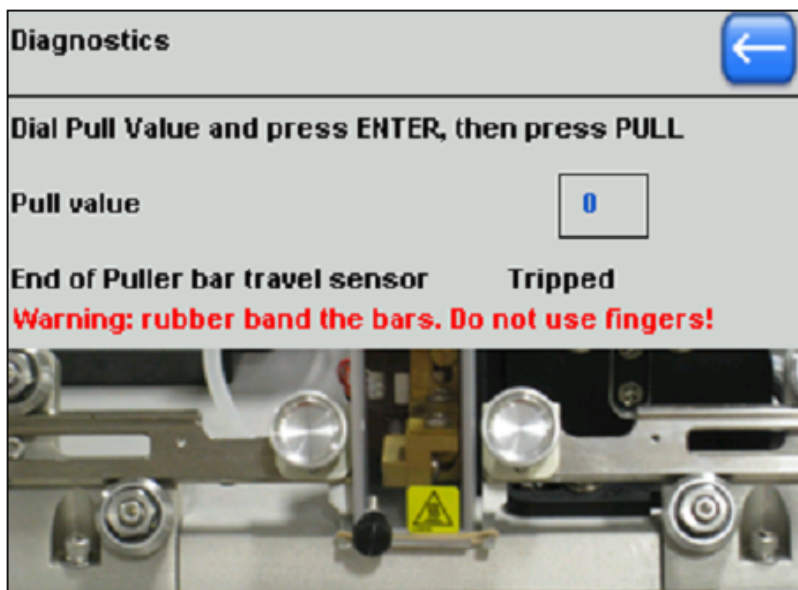 Diagnostics
Dial Pull Value and press ENTER, then press PULL
Pull value 0
End of Puller bar travel sensor Tripped
Warning: rubber band the bars. Do not use fingers!